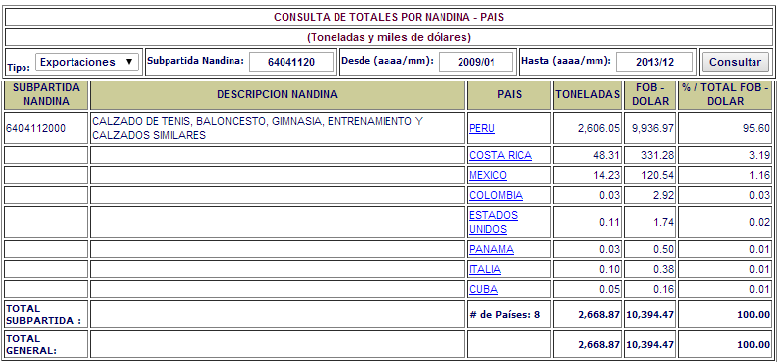 CONSULTA DE TOTALES POR NANDINA - PAIS
(Toneladas y miles de dólares)
Tipo: Exportaciones ▼ Subpartida Nandina: 64041120 Desde (aaaa/mm): 2009/01 Hasta (aaaa/mm): 2013/12 Consultar
SUBPARTIDA NANDINA DESCRIPCION NANDINA PAIS TONELADAS FOB - DOLAR % / TOTAL FOB - DOLAR
6404112000 CALZADO DE TENIS, BALONCESTO, GIMNASIA, ENTRENAMIENTO Y CALZADOS SIMILARES PERU 2,606.05 9,936.97 95.60
COSTA RICA 48.31 331.28 3.19
MEXICO 14.23 120.54 1.16
COLOMBIA 0.03 2.92 0.03
ESTADOS UNIDOS 0.11 1.74 0.02
PANAMA 0.03 0.50 0.01
ITALIA 0.10 0.38 0.01
CUBA 0.05 0.16 0.01
TOTAL SUBPARTIDA : # de Países: 8 2,668.87 10,394.47 100.00
TOTAL GENERAL: 2,668.87 10,394.47 100.00